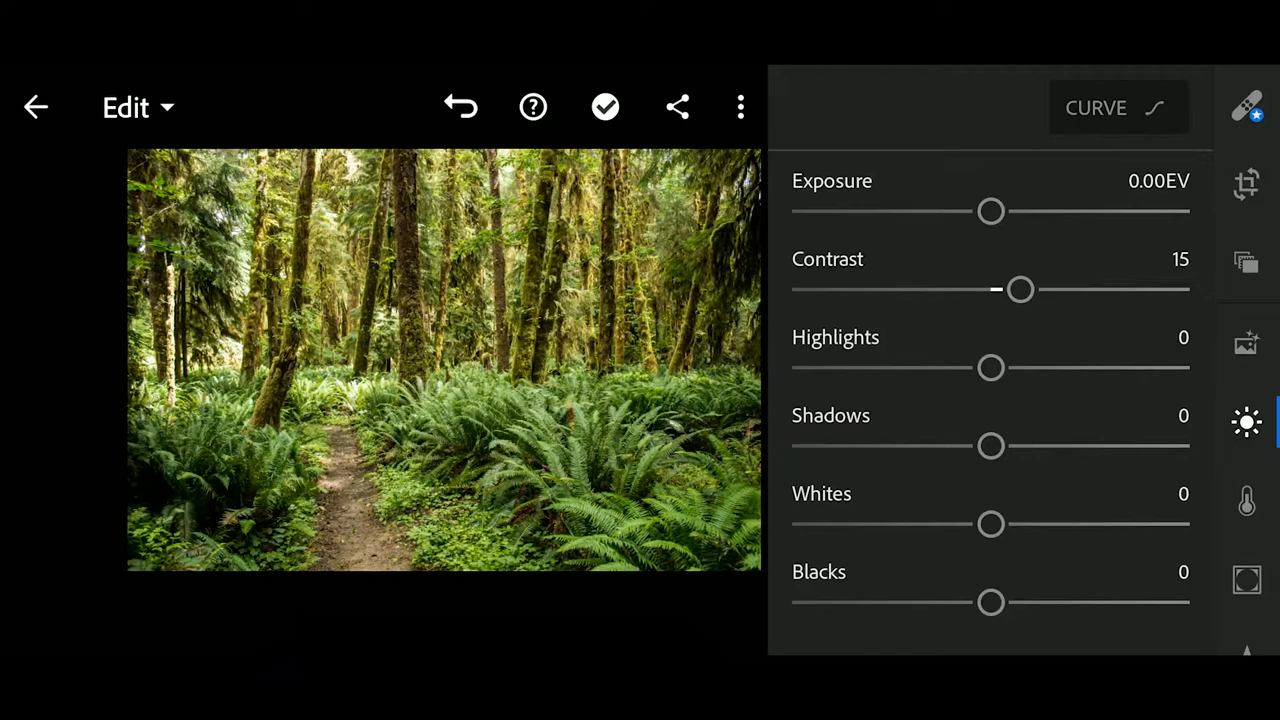 Edit
CURVE
Exposure 0.00EV
Contrast 15
Highlights 0
Shadows 0
Whites 0
Blacks 0